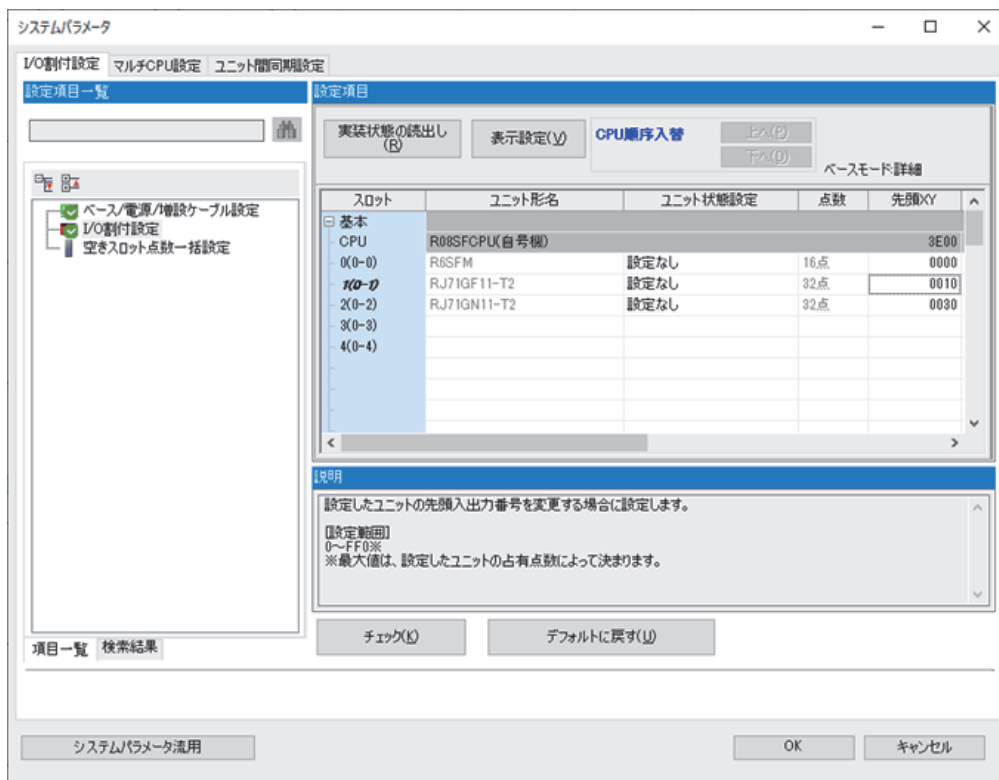 システムパラメータ
I/O割付設定 マルチCPU設定 ユニット間同期設定
設定項目一覧
設定項目
実装状態の読出し(R)
表示設定(V)
CPU順序入替
上へ(P)
下へ(D)
ベースモード:詳細
ベース/電源/増設ケーブル設定
I/O割付設定
空きスロット点数一括設定
スロット ユニット形名 ユニット状態設定 点数 先頭XY
基本
CPU R08SFCPU(自号機) 3E00
0(0-0) R6SFM 設定なし 16点 0000
1(0-1) RJ71GF11-T2 設定なし 32点 0010
2(0-2) RJ71GN11-T2 設定なし 32点 0030
3(0-3)
4(0-4)
説明
設定したユニットの先頭入出力番号を変更する場合に設定します。
[設定範囲]
0～FF0※
※最大値は、設定したユニットの占有点数によって決まります。
項目一覧 検索結果
チェック(K) デフォルトに戻す(U)
システムパラメータ流用 OK キャンセル